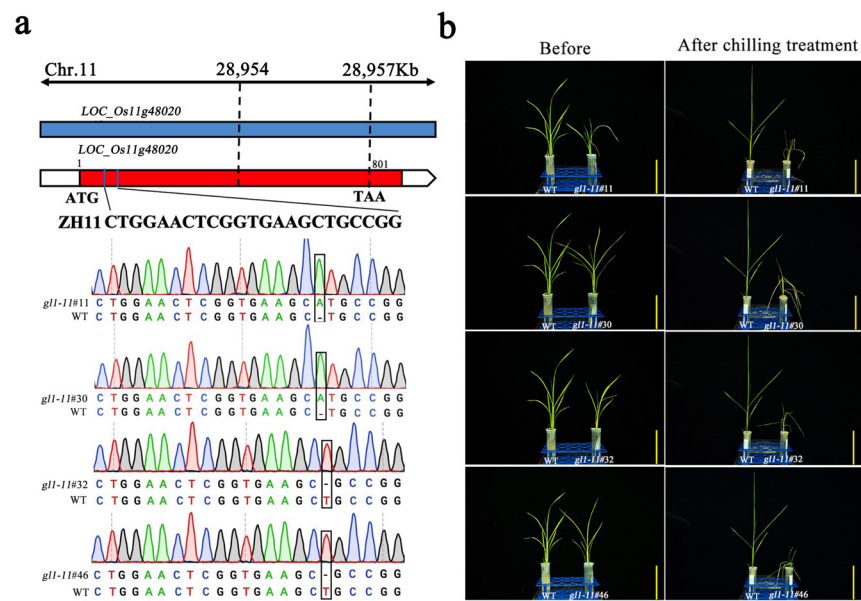 a
Chr.11 28,954 28,957Kb
LOC_Os11g48020
LOC_Os11g48020
1 801
ATG TAA
ZH11 CTGGAACTCGGTGAAGCTGCCGG
gl1-11#11 C T G G A A C T C G G T G A A G C A T G C C G G
WT C T G G A A C T C G G T G A A G C - T G C C G G
gl1-11#30 C T G G A A C T C G G T G A A G C A T G C C G G
WT C T G G A A C T C G G T G A A G C - T G C C G G
gl1-11#32 C T G G A A C T C G G T G A A G C - G C C G G
WT C T G G A A C T C G G T G A A G C T G C C G G
gl1-11#46 C T G G A A C T C G G T G A A G C - G C C G G
WT C T G G A A C T C G G T G A A G C T G C C G G
b
Before After chilling treatment
WT gl1-11#11 WT gl1-11#11
WT gl1-11#30 WT gl1-11#30
WT gl1-11#32 WT gl1-11#32
WT gl1-11#46 WT gl1-11#46